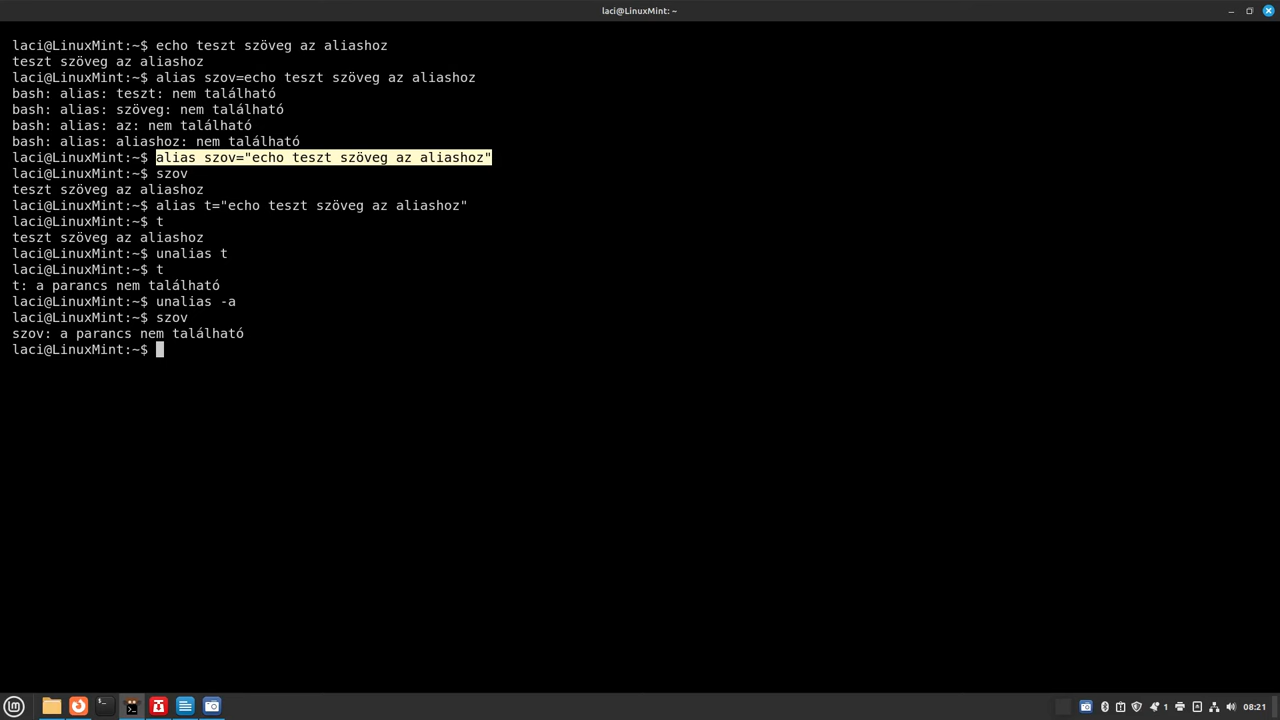 laci@LinuxMint: ~
laci@LinuxMint:~$ echo teszt szöveg az aliashoz
teszt szöveg az aliashoz
laci@LinuxMint:~$ alias szov=echo teszt szöveg az aliashoz
bash: alias: teszt: nem található
bash: alias: szöveg: nem található
bash: alias: az: nem található
bash: alias: aliashoz: nem található
laci@LinuxMint:~$ alias szov="echo teszt szöveg az aliashoz"
laci@LinuxMint:~$ szov
teszt szöveg az aliashoz
laci@LinuxMint:~$ alias t="echo teszt szöveg az aliashoz"
laci@LinuxMint:~$ t
teszt szöveg az aliashoz
laci@LinuxMint:~$ unalias t
laci@LinuxMint:~$ t
t: a parancs nem található
laci@LinuxMint:~$ unalias -a
laci@LinuxMint:~$ szov
szov: a parancs nem található
laci@LinuxMint:~$
1 08:21